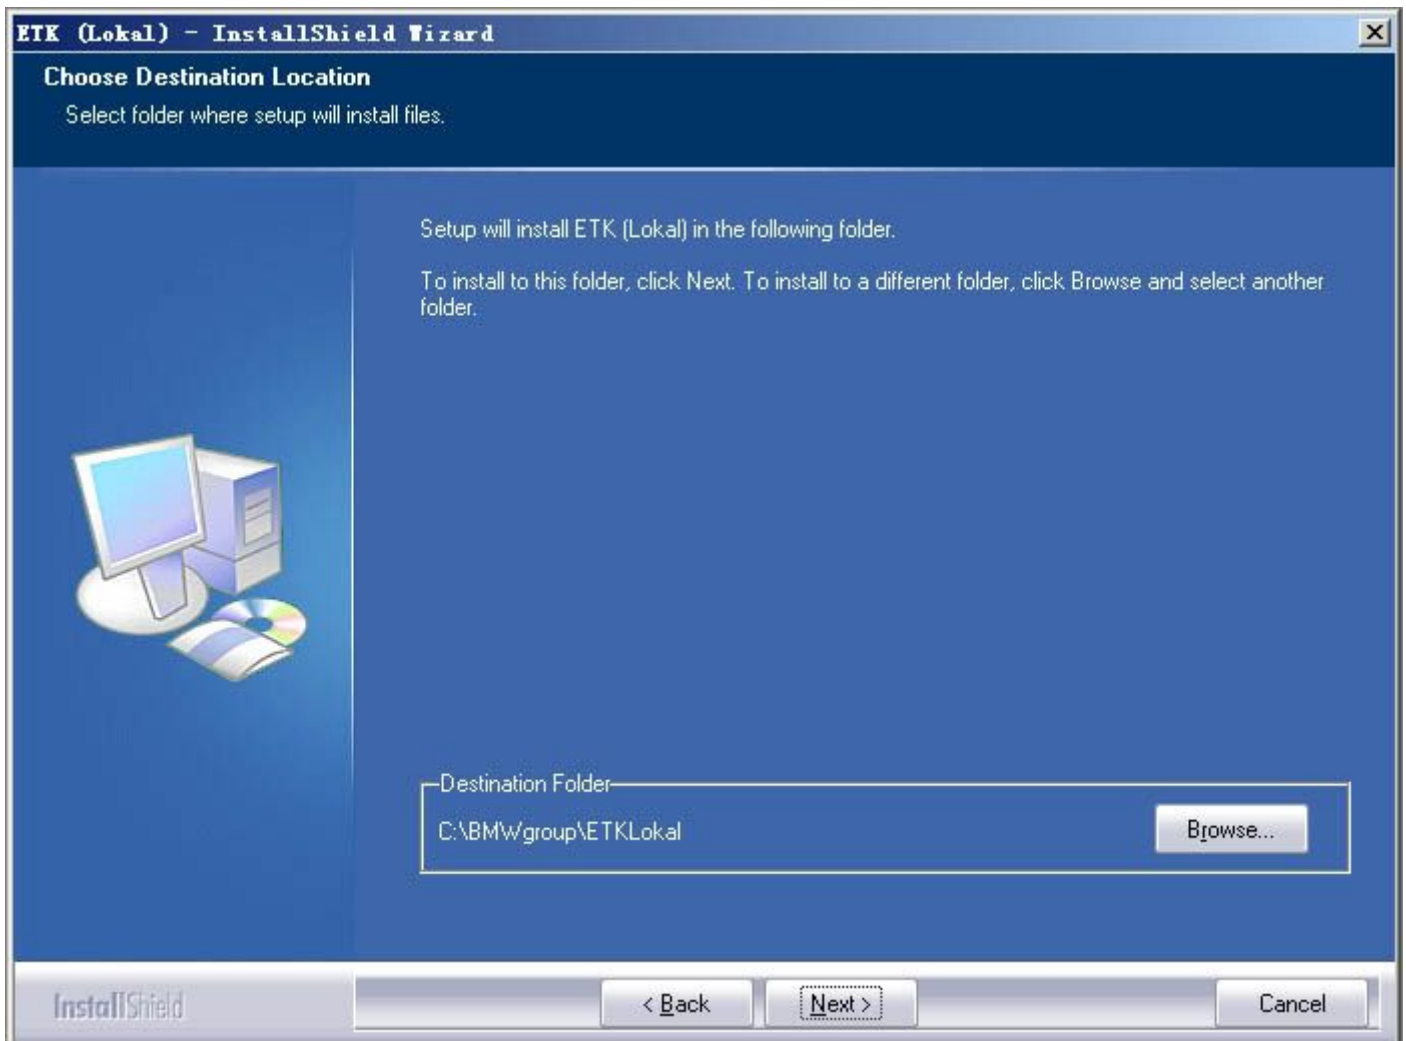 ETK (Lokal) - InstallShield Wizard
Choose Destination Location
Select folder where setup will install files.
Setup will install ETK (Lokal) in the following folder.
To install to this folder, click Next. To install to a different folder, click Browse and select another
folder.
Destination Folder
C:\BMWgroup\ETKLokal
Browse...
InstallShield
< Back
Next >
Cancel